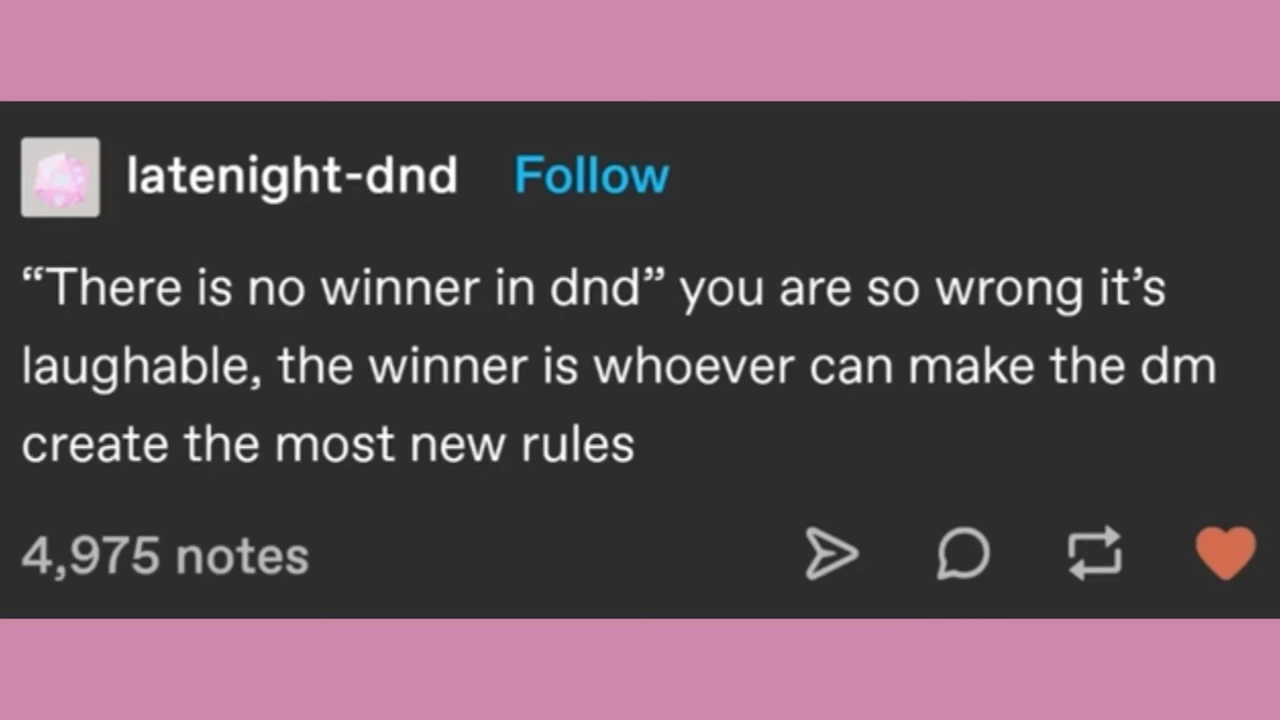 latenight-dnd Follow
“There is no winner in dnd” you are so wrong it’s
laughable, the winner is whoever can make the dm
create the most new rules
4,975 notes